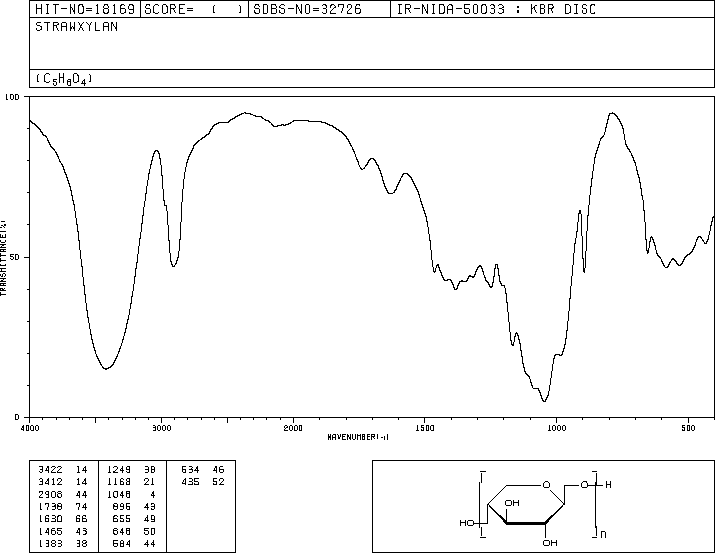 HIT-NO=18169 SCORE= ( ) SDBS-NO=32726 IR-NIDA-50033 : KBR DISC
STRAWXYLAN
(C5H8O4)
100
50
0
TRANSMITTANCE(%)
4000 3000 2000 1500 1000 500
WAVENUMBER(-1)
3422 14 1249 38 534 46
3412 14 1168 21 435 52
2908 44 1048 4
1738 74 896 43
1630 66 655 49
1465 43 648 50
1383 38 584 44
O O H
OH
HO
OH
n